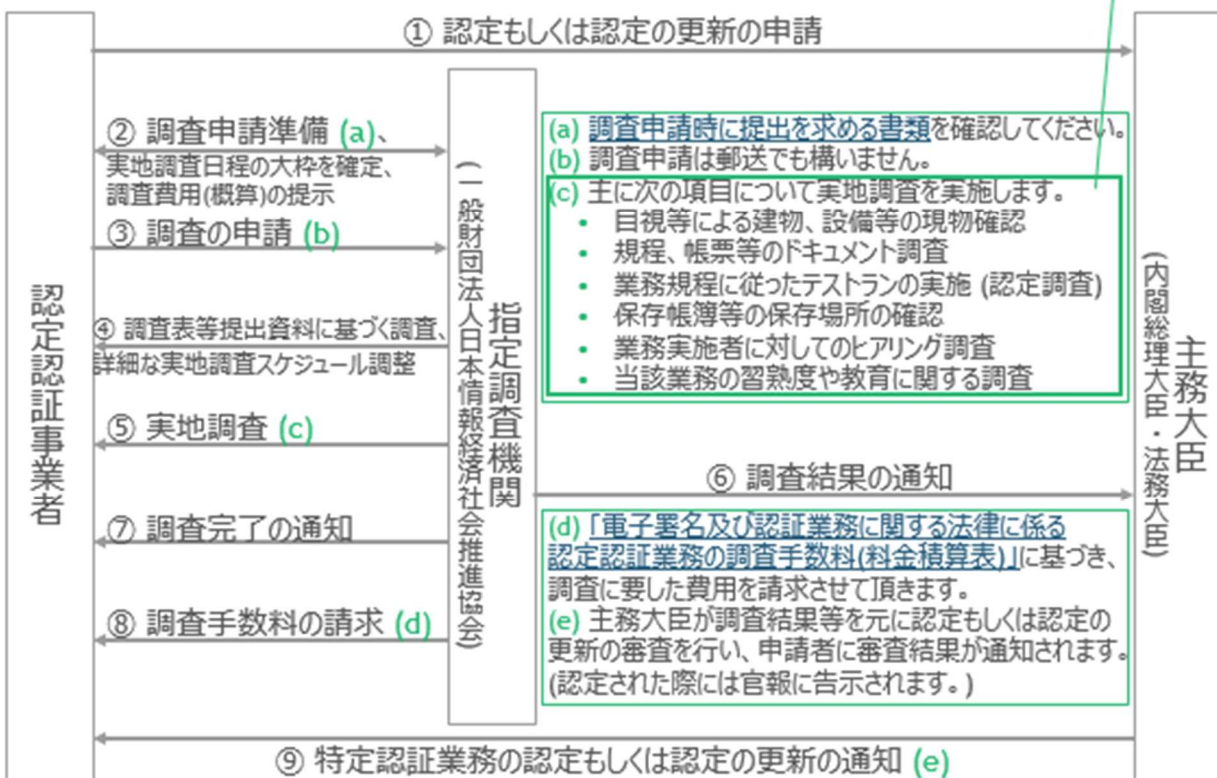 ① 認定もしくは認定の更新の申請
② 調査申請準備 (a)、
実地調査日程の大枠を確定、
調査費用(概算)の提示
③ 調査の申請 (b)
④ 調査表等提出資料に基づく調査、
詳細な実地調査スケジュール調整
⑤ 実地調査 (c)
⑦ 調査完了の通知
⑧ 調査手数料の請求 (d)
認定認証事業者
指定調査機関
(一般財団法人日本情報経済社会推進協会)
(a) 調査申請時に提出を求める書類を確認してください。
(b) 調査申請は郵送でも構いません。
(c) 主に次の項目について実地調査を実施します。
• 目視等による建物、設備等の現物確認
• 規程、帳票等のドキュメント調査
• 業務規程に従ったテストランの実施 (認定調査)
• 保存帳簿等の保存場所の確認
• 業務実施者に対してのヒアリング調査
• 当該業務の習熟度や教育に関する調査
⑥ 調査結果の通知
(d) 「電子署名及び認証業務に関する法律に係る
認定認証業務の調査手数料(料金積算表)」に基づき、
調査に要した費用を請求させて頂きます。
(e) 主務大臣が調査結果等を元に認定もしくは認定の
更新の審査を行い、申請者に審査結果が通知されます。
(認定された際には官報に告示されます。)
主務大臣
(内閣総理大臣・法務大臣)
⑨ 特定認証業務の認定もしくは認定の更新の通知 (e)